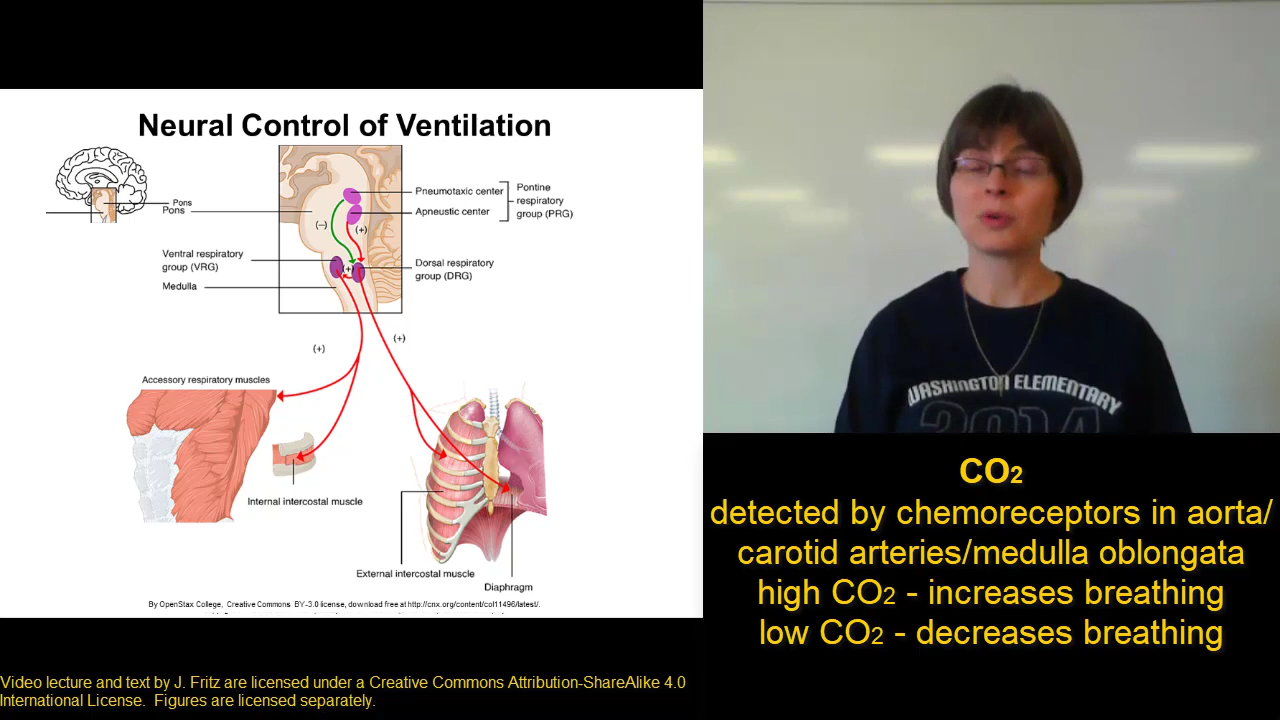 Neural Control of Ventilation
Pons
Pons
Pneumotaxic center
Apneustic center
Pontine
respiratory
group (PRG)
(−)
(+)
Ventral respiratory
group (VRG)
(+)
Dorsal respiratory
group (DRG)
Medulla
(+)
(+)
Accessory respiratory muscles
Internal intercostal muscle
External intercostal muscle
Diaphragm
By OpenStax College, Creative Commons BY-3.0 license, download free at http://cnx.org/content/col11496/latest/.
WASHINGTON ELEMENTARY
2014
CO₂
detected by chemoreceptors in aorta/
carotid arteries/medulla oblongata
high CO₂ - increases breathing
low CO₂ - decreases breathing
Video lecture and text by J. Fritz are licensed under a Creative Commons Attribution-ShareAlike 4.0
International License. Figures are licensed separately.